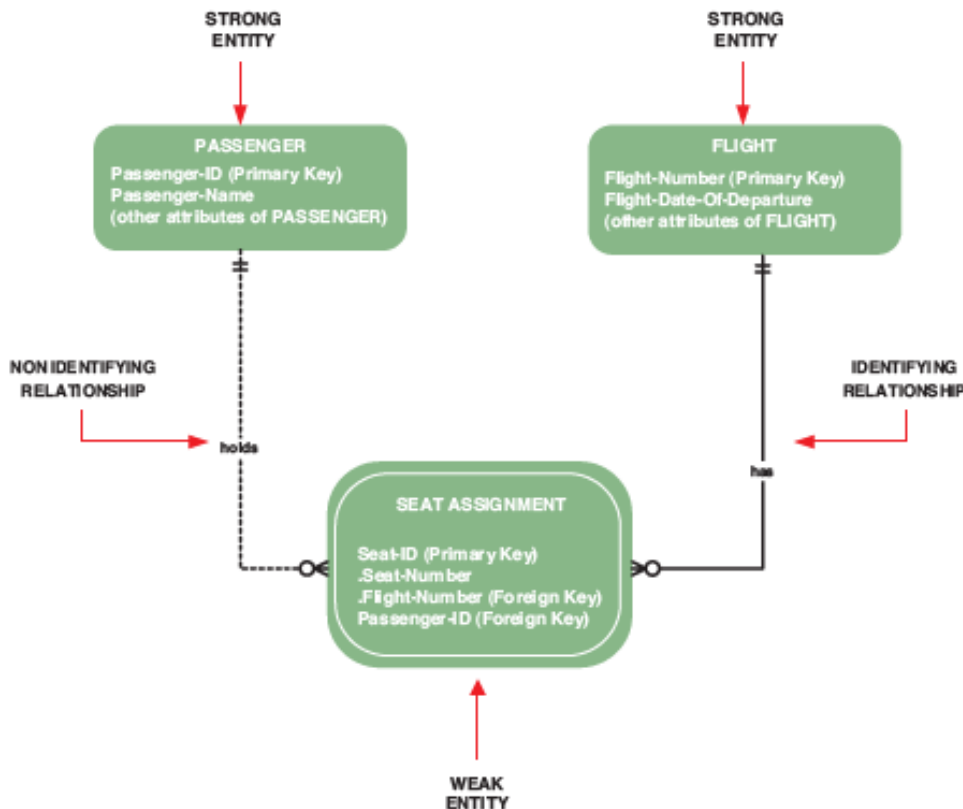 STRONG
ENTITY
STRONG
ENTITY
PASSENGER
Passenger-ID (Primary Key)
Passenger-Name
(other attributes of PASSENGER)
FLIGHT
Flight-Number (Primary Key)
Flight-Date-Of-Departure
(other attributes of FLIGHT)
NON IDENTIFYING
RELATIONSHIP
IDENTIFYING
RELATIONSHIP
holds
has
SEAT ASSIGNMENT
Seat-ID (Primary Key)
.Seat-Number
.Flight-Number (Foreign Key)
Passenger-ID (Foreign Key)
WEAK
ENTITY